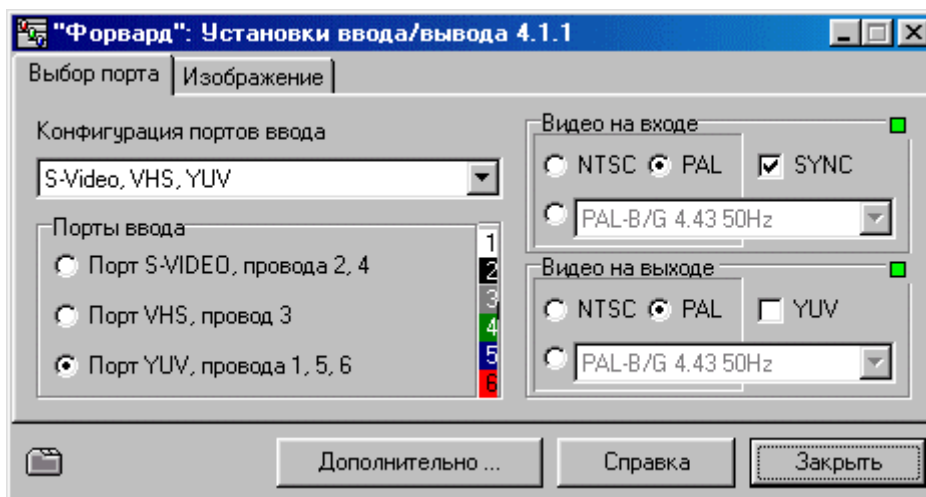 "Форвард": Установки ввода/вывода 4.1.1
Выбор порта
Изображение
Конфигурация портов ввода
S-Video, VHS, YUV
Порты ввода
Порт S-VIDEO, провода 2, 4
Порт VHS, провод 3
Порт YUV, провода 1, 5, 6
1
2
3
4
5
6
Видео на входе
NTSC PAL SYNC
PAL-B/G 4.43 50Hz
Видео на выходе
NTSC PAL YUV
PAL-B/G 4.43 50Hz
Дополнительно ...
Справка
Закрыть